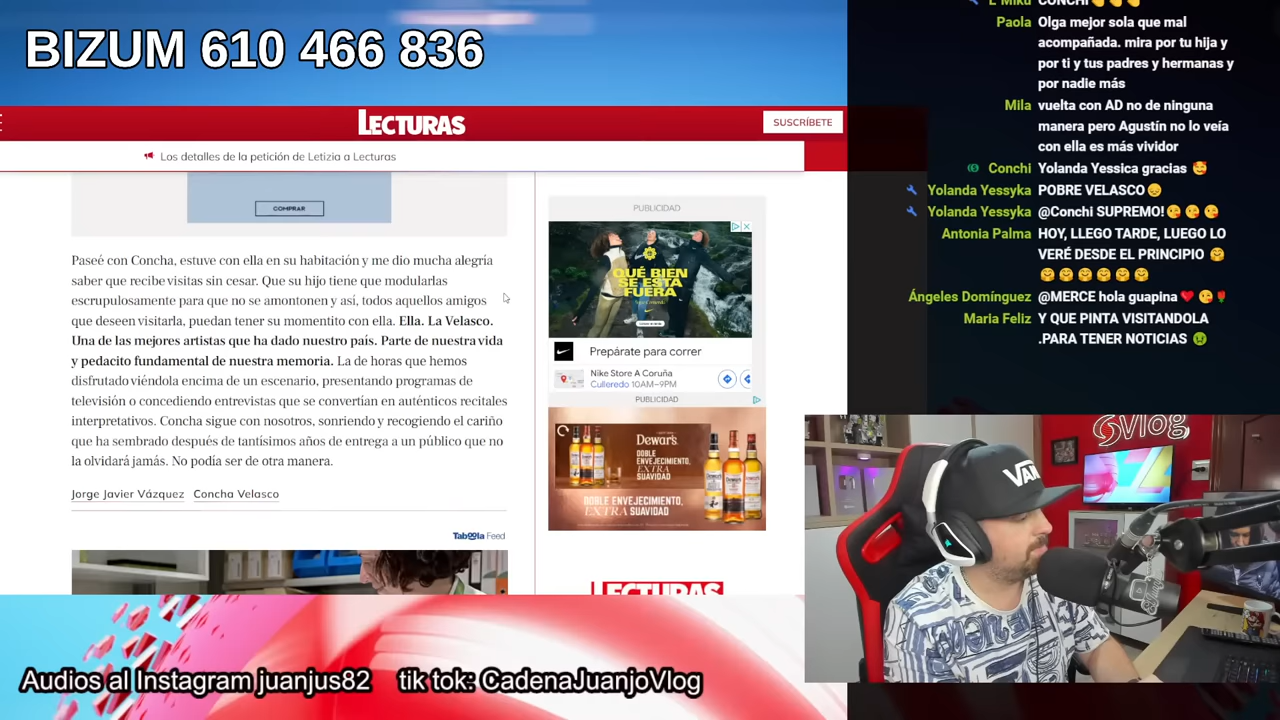 BIZUM 610 466 836
LECTURAS
SUSCRÍBETE
Los detalles de la petición de Letizia a Lecturas
COMPRAR
Paseé con Concha, estuve con ella en su habitación y me dio mucha alegría
saber que recibe visitas sin cesar. Que su hijo tiene que modularlas
escrupulosamente para que no se amontonen y así, todos aquellos amigos
que deseen visitarla, puedan tener su momentito con ella. Ella. La Velasco.
Una de las mejores artistas que ha dado nuestro país. Parte de nuestra vida
y pedacito fundamental de nuestra memoria. La de horas que hemos
disfrutado viéndola encima de un escenario, presentando programas de
televisión o concediendo entrevistas que se convertían en auténticos recitales
interpretativos. Concha sigue con nosotros, sonriendo y recogiendo el cariño
que ha sembrado después de tantísimos años de entrega a un público que no
la olvidará jamás. No podía ser de otra manera.
Jorge Javier Vázquez Concha Velasco
Taboola Feed
PUBLICIDAD
QUÉ BIEN
SE ESTÁ
FUERA
Prepárate para correr
Nike Store A Coruña
Culleredo 10AM–9PM
PUBLICIDAD
Dewar's
DOBLE
ENVEJECIMIENTO,
EXTRA
SUAVIDAD
DOBLE ENVEJECIMIENTO,
EXTRA SUAVIDAD
LECTURAS
CONCHI👏👏👏
Paola Olga mejor sola que mal
acompañada. mira por tu hija y
por ti y tus padres y hermanas y
por nadie más
Mila vuelta con AD no de ninguna
manera pero Agustín no lo veía
con ella es más vividor
Conchi Yolanda Yessica gracias 🥰
Yolanda Yessyka POBRE VELASCO😞
Yolanda Yessyka @Conchi SUPREMO!😘😘😘
Antonia Palma HOY, LLEGO TARDE, LUEGO LO
VERÉ DESDE EL PRINCIPIO 🤗
🤗🤗🤗🤗🤗🤗
Ángeles Domínguez @MERCE hola guapina ❤️😘🌹
Maria Feliz Y QUE PINTA VISITANDOLA
.PARA TENER NOTICIAS 🤢
Vlog
VAN
Audios al Instagram juanjus82 tik tok: CadenaJuanjoVlog